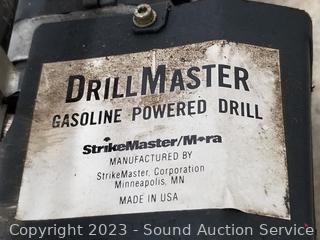 DRILLMASTER
GASOLINE POWERED DRILL
StrikeMaster/Mora
MANUFACTURED BY
StrikeMaster, Corporation
Minneapolis, MN
MADE IN USA
Copyright © 2023 - Sound Auction Service